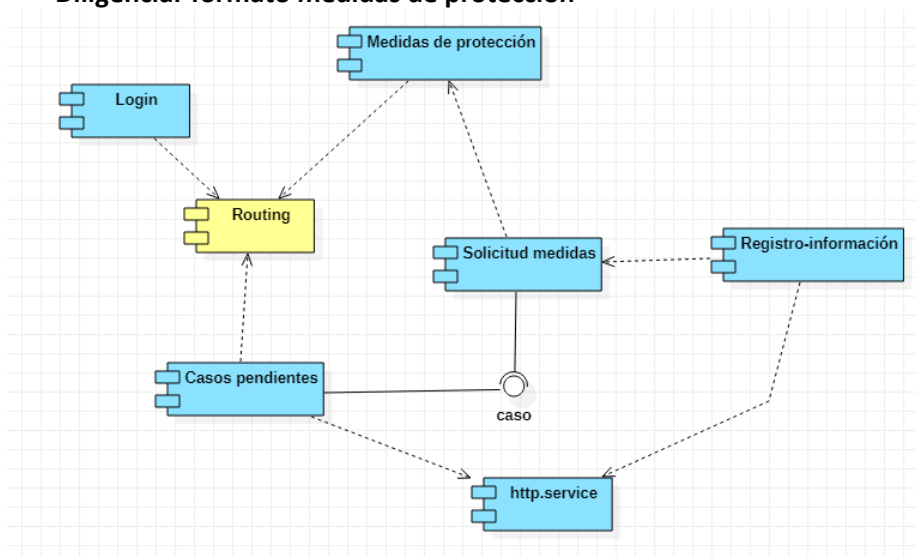 Diligenciar formato medidas de protección
Medidas de protección
Login
Routing
Solicitud medidas
Registro-información
Casos pendientes
caso
http.service